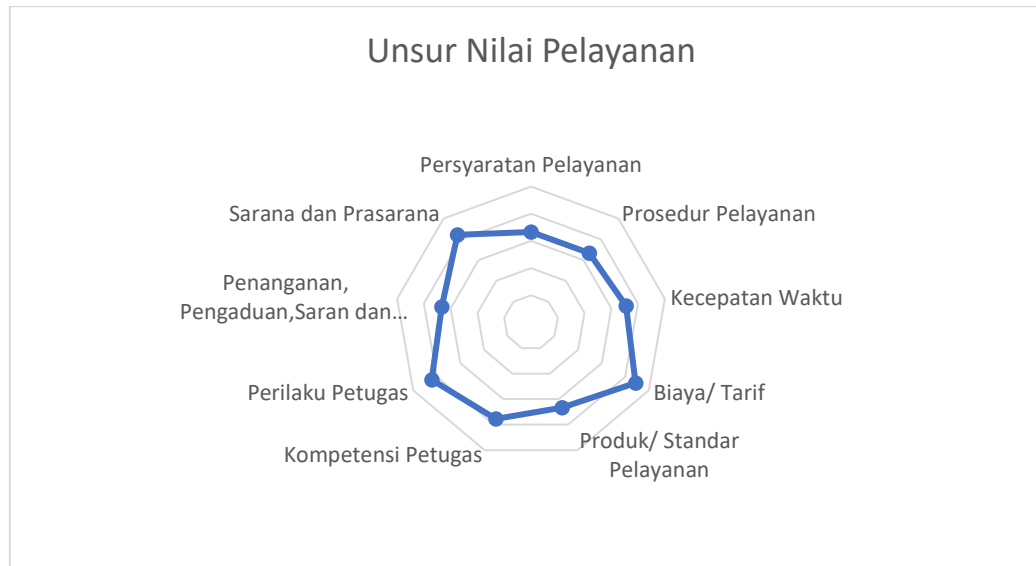 Unsur Nilai Pelayanan
Persyaratan Pelayanan
Prosedur Pelayanan
Kecepatan Waktu
Biaya/ Tarif
Produk/ Standar
Pelayanan
Kompetensi Petugas
Perilaku Petugas
Penanganan,
Pengaduan,Saran dan...
Sarana dan Prasarana